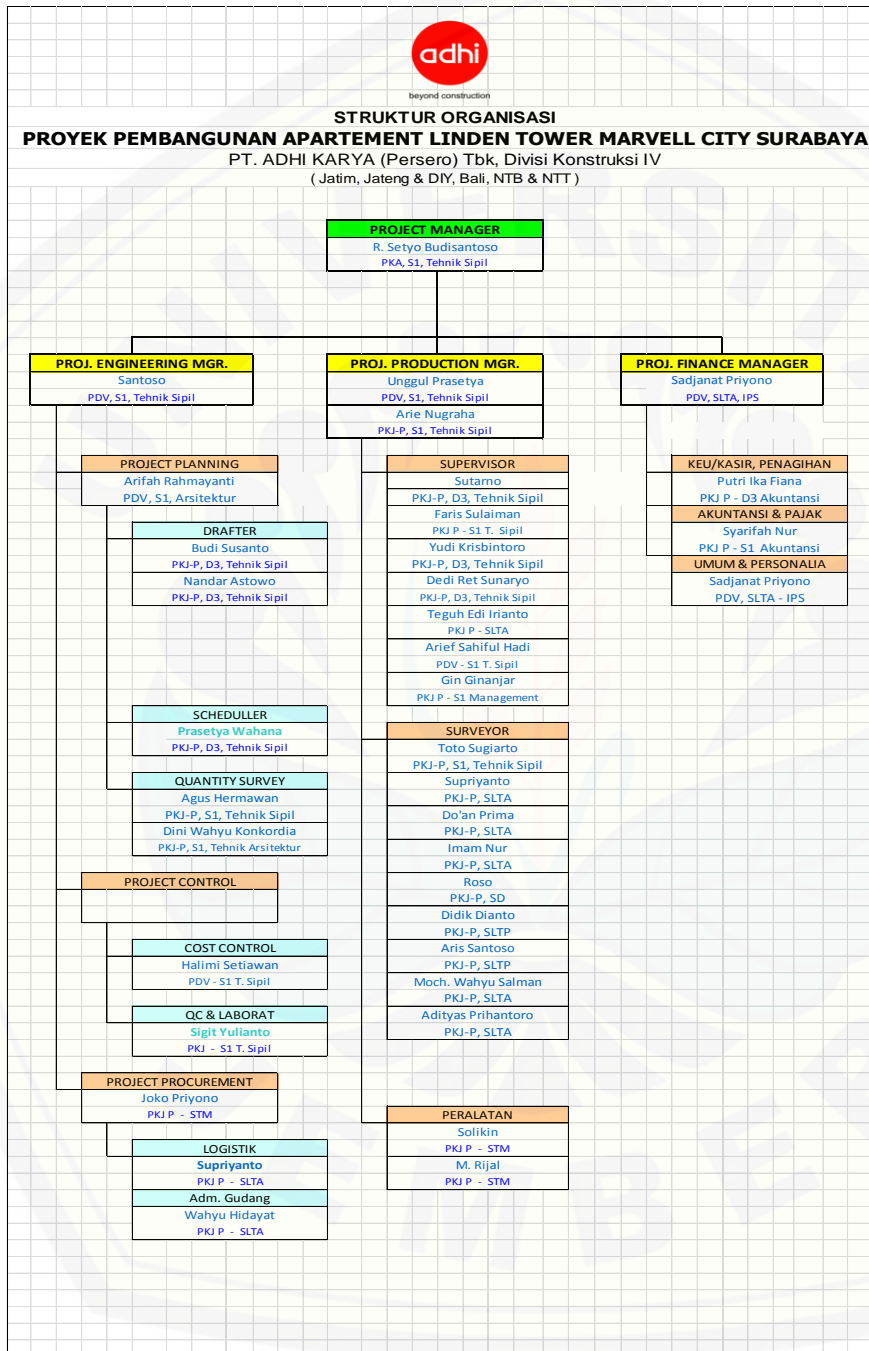 adhi
beyond construction
STRUKTUR ORGANISASI
PROYEK PEMBANGUNAN APARTEMENT LINDEN TOWER MARVELL CITY SURABAYA
PT. ADHI KARYA (Persero) Tbk, Divisi Konstruksi IV
( Jatim, Jateng & DIY, Bali, NTB & NTT )
PROJECT MANAGER
R. Setyo Budisantoso
PKA, S1, Tehnik Sipil
PROJ. ENGINEERING MGR.
Santoso
PDV, S1, Tehnik Sipil
PROJECT PLANNING
Arifah Rahmayanti
PDV, S1, Arsitektur
DRAFTER
Budi Susanto
PKJ-P, D3, Tehnik Sipil
Nandar Astowo
PKJ-P, D3, Tehnik Sipil
SCHEDULLER
Prasetya Wahana
PKJ-P, D3, Tehnik Sipil
QUANTITY SURVEY
Agus Hermawan
PKJ-P, S1, Tehnik Sipil
Dini Wahyu Konkordia
PKJ-P, S1, Tehnik Arsitektur
PROJECT CONTROL
COST CONTROL
Halimi Setiawan
PDV - S1 T. Sipil
QC & LABORAT
Sigit Yulianto
PKJ - S1 T. Sipil
PROJECT PROCUREMENT
Joko Priyono
PKJ P - STM
LOGISTIK
Supriyanto
PKJ P - SLTA
Adm. Gudang
Wahyu Hidayat
PKJ P - SLTA
PROJ. PRODUCTION MGR.
Unggul Prasetya
PDV, S1, Tehnik Sipil
Arie Nugraha
PKJ-P, S1, Tehnik Sipil
SUPERVISOR
Sutarno
PKJ-P, D3, Tehnik Sipil
Faris Sulaiman
PKJ P - S1 T. Sipil
Yudi Krisbintoro
PKJ-P, D3, Tehnik Sipil
Dedi Ret Sunaryo
PKJ-P, D3, Tehnik Sipil
Teguh Edi Irianto
PKJ P - SLTA
Arief Sahiful Hadi
PDV - S1 T. Sipil
Gin Ginanjar
PKJ P - S1 Management
SURVEYOR
Toto Sugiarto
PKJ-P, S1, Tehnik Sipil
Supriyanto
PKJ-P, SLTA
Do'an Prima
PKJ-P, SLTA
Imam Nur
PKJ-P, SLTA
Roso
PKJ-P, SD
Didik Dianto
PKJ-P, SLTP
Aris Santoso
PKJ-P, SLTP
Moch. Wahyu Salman
PKJ-P, SLTA
Adityas Prihantoro
PKJ-P, SLTA
PERALATAN
Solikin
PKJ P - STM
M. Rijal
PKJ P - STM
PROJ. FINANCE MANAGER
Sadjanat Priyono
PDV, SLTA, IPS
KEU/KASIR, PENAGIHAN
Putri Ika Fiana
PKJ P - D3 Akuntansi
AKUNTANSI & PAJAK
Syarifah Nur
PKJ P - S1 Akuntansi
UMUM & PERSONALIA
Sadjanat Priyono
PDV, SLTA - IPS